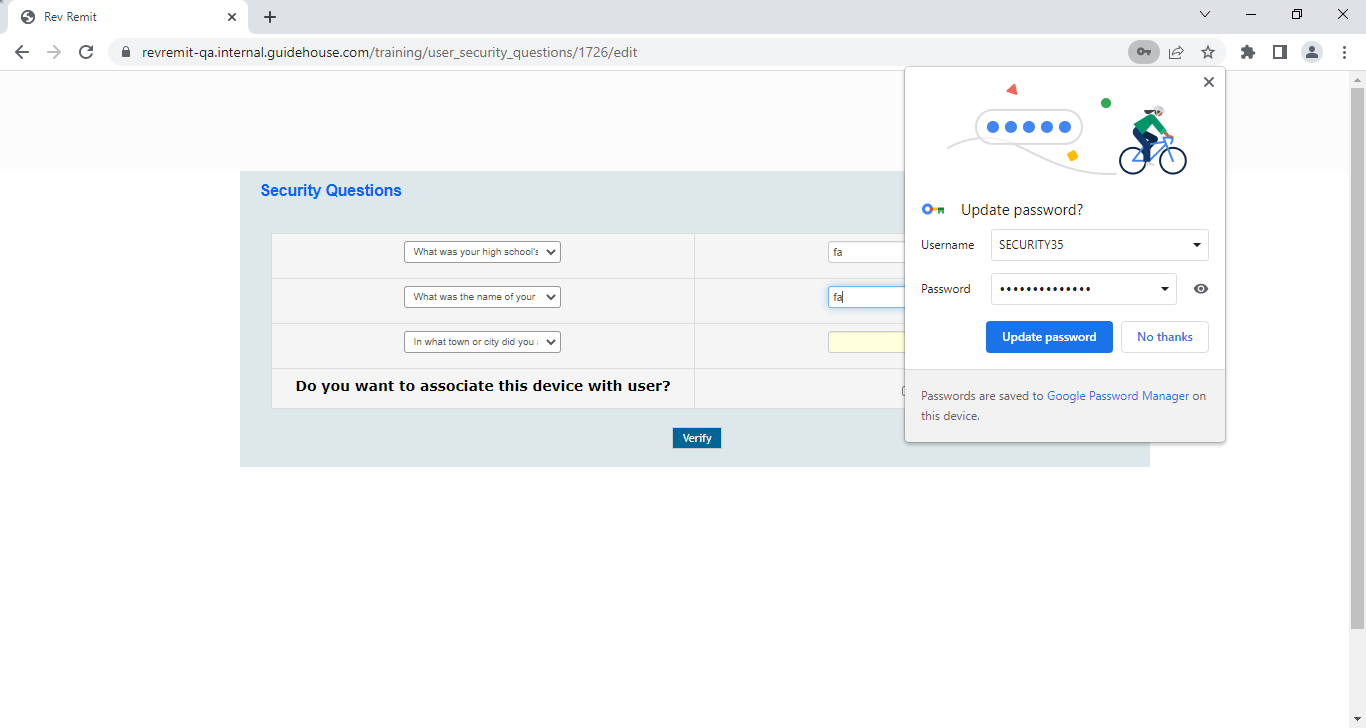 Rev Remit
revremit-qa.internal.guidehouse.com/training/user_security_questions/1726/edit
Security Questions
What was your high school's
fa
What was the name of your
fa
In what town or city did you
Do you want to associate this device with user?
Verify
Update password?
Username
SECURITY35
Password
••••••••••••••
Update password
No thanks
Passwords are saved to Google Password Manager on
this device.